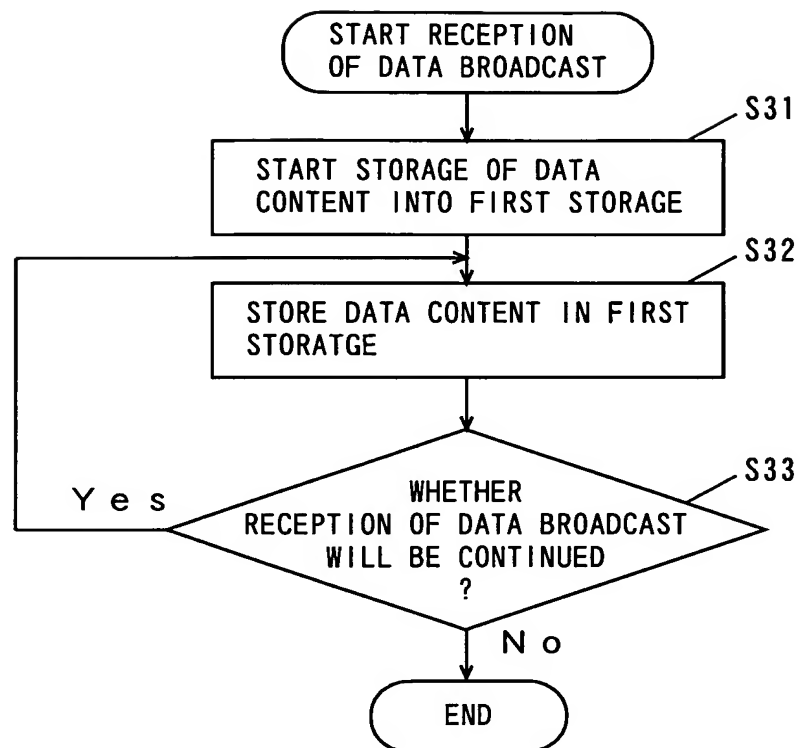 START RECEPTION
OF DATA BROADCAST
S31
START STORAGE OF DATA
CONTENT INTO FIRST STORAGE
S32
STORE DATA CONTENT IN FIRST
STORATGE
S33
WHETHER
RECEPTION OF DATA BROADCAST
WILL BE CONTINUED
?
Yes
No
END